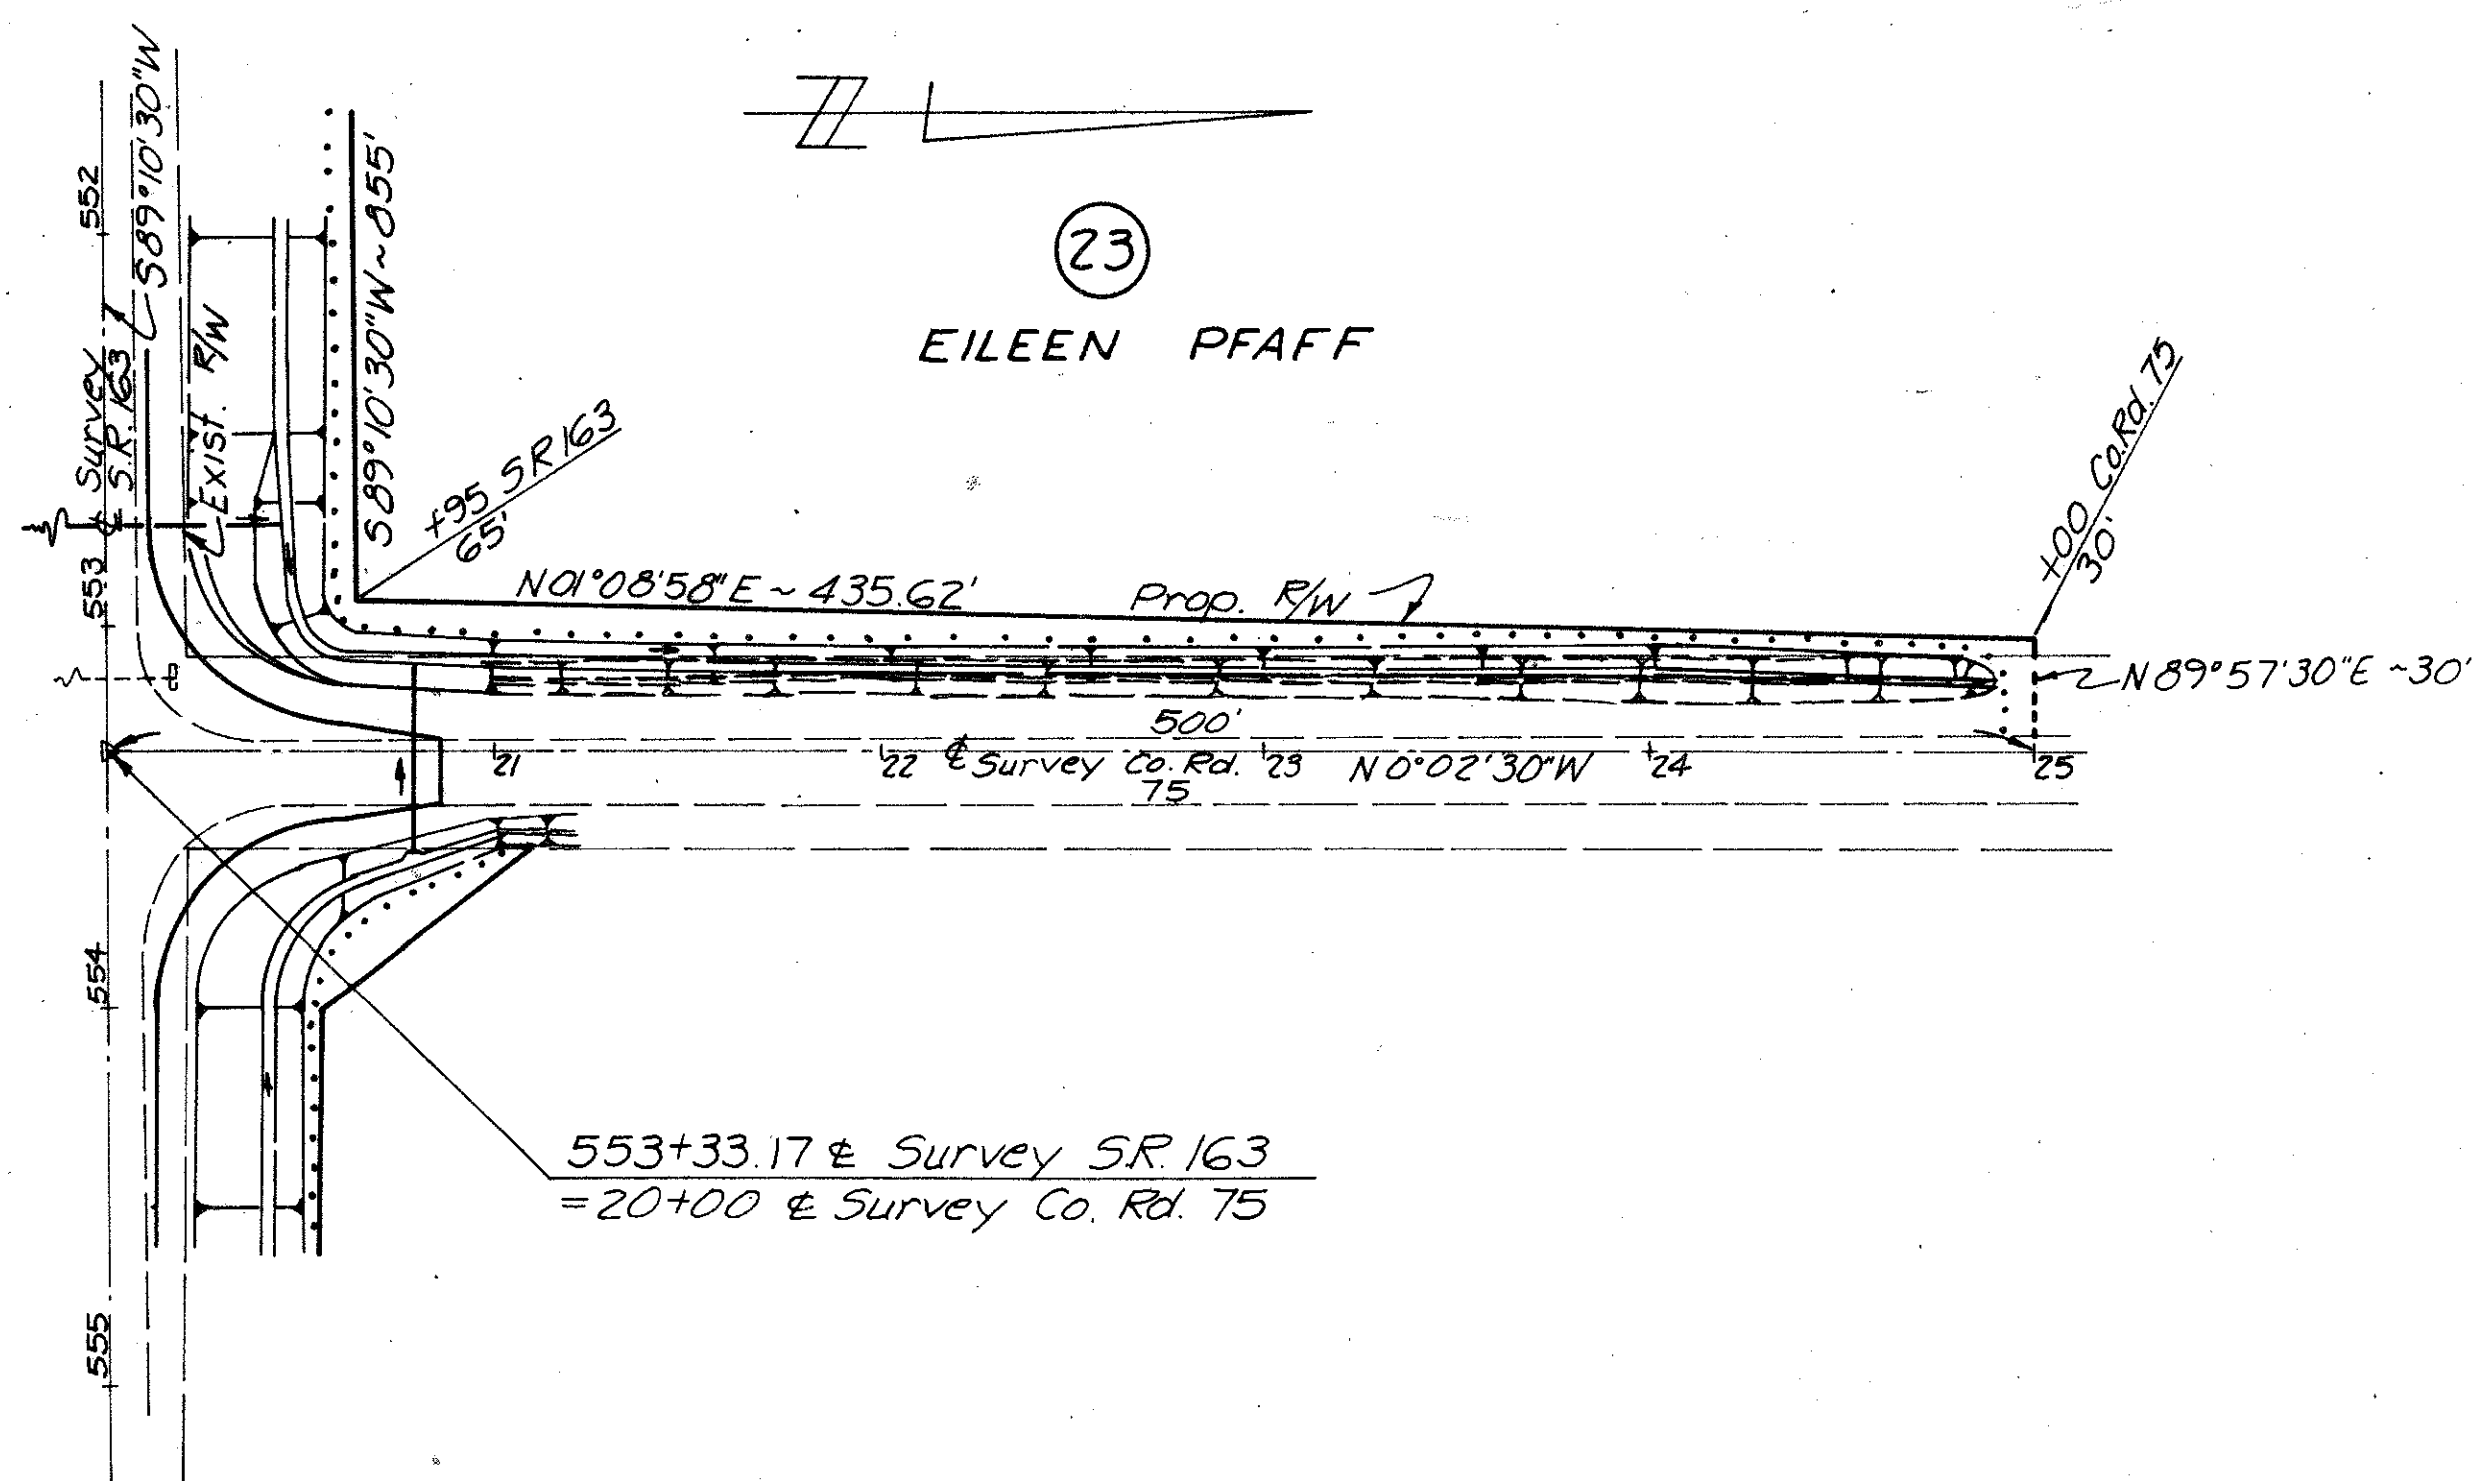 S89°10'30"W
552
Survey
℄ S.R. 163
Exist. R/W
553
554
555
S89°10'30"W~855'
N
23
EILEEN PFAFF
+95 SR 163
65'
N01°08'58"E ~ 435.62'
Prop. R/W
+00 Co.Rd. 75
30'
N89°57'30"E ~30'
500'
21
22
℄ Survey Co. Rd.
75
23
N0°02'30"W
24
25
553+33.17 ℄ Survey S.R. 163
=20+00 ℄ Survey Co. Rd. 75